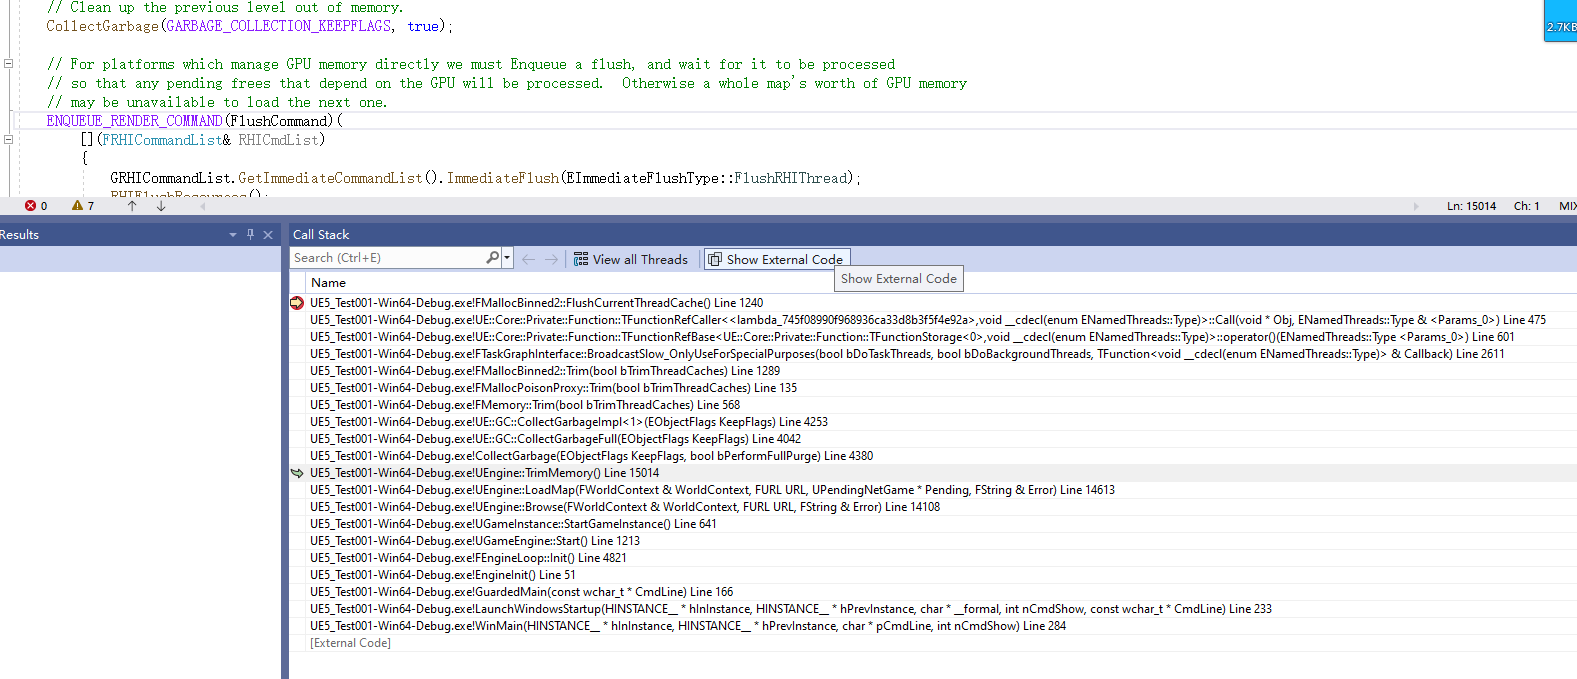 // Clean up the previous level out of memory.
CollectGarbage(GARBAGE_COLLECTION_KEEPFLAGS, true);
2.7KB
// For platforms which manage GPU memory directly we must Enqueue a flush, and wait for it to be processed
// so that any pending frees that depend on the GPU will be processed.  Otherwise a whole map's worth of GPU memory
// may be unavailable to load the next one.
ENQUEUE_RENDER_COMMAND(FlushCommand)(
[](FRHICommandList& RHICmdList)
{
GRHICommandList.GetImmediateCommandList().ImmediateFlush(EImmediateFlushType::FlushRHIThread);
RHIFlushResources();
0 7 Ln: 15014 Ch: 1 MIX
Results
Call Stack
Search (Ctrl+E) View all Threads Show External Code
Show External Code
Name
UE5_Test001-Win64-Debug.exe!FMallocBinned2::FlushCurrentThreadCache() Line 1240
UE5_Test001-Win64-Debug.exe!UE::Core::Private::Function::TFunctionRefCaller<<lambda_745f08990f968936ca33d8b3f5f4e92a>,void __cdecl(enum ENamedThreads::Type)>::Call(void * Obj, ENamedThreads::Type & <Params_0>) Line 475
UE5_Test001-Win64-Debug.exe!UE::Core::Private::Function::TFunctionRefBase<UE::Core::Private::Function::TFunctionStorage<0>,void __cdecl(enum ENamedThreads::Type)>::operator()(ENamedThreads::Type <Params_0>) Line 601
UE5_Test001-Win64-Debug.exe!FTaskGraphInterface::BroadcastSlow_OnlyUseForSpecialPurposes(bool bDoTaskThreads, bool bDoBackgroundThreads, TFunction<void __cdecl(enum ENamedThreads::Type)> & Callback) Line 2611
UE5_Test001-Win64-Debug.exe!FMallocBinned2::Trim(bool bTrimThreadCaches) Line 1289
UE5_Test001-Win64-Debug.exe!FMallocPoisonProxy::Trim(bool bTrimThreadCaches) Line 135
UE5_Test001-Win64-Debug.exe!FMemory::Trim(bool bTrimThreadCaches) Line 568
UE5_Test001-Win64-Debug.exe!UE::GC::CollectGarbageImpl<1>(EObjectFlags KeepFlags) Line 4253
UE5_Test001-Win64-Debug.exe!UE::GC::CollectGarbageFull(EObjectFlags KeepFlags) Line 4042
UE5_Test001-Win64-Debug.exe!CollectGarbage(EObjectFlags KeepFlags, bool bPerformFullPurge) Line 4380
UE5_Test001-Win64-Debug.exe!UEngine::TrimMemory() Line 15014
UE5_Test001-Win64-Debug.exe!UEngine::LoadMap(FWorldContext & WorldContext, FURL URL, UPendingNetGame * Pending, FString & Error) Line 14613
UE5_Test001-Win64-Debug.exe!UEngine::Browse(FWorldContext & WorldContext, FURL URL, FString & Error) Line 14108
UE5_Test001-Win64-Debug.exe!UGameInstance::StartGameInstance() Line 641
UE5_Test001-Win64-Debug.exe!UGameEngine::Start() Line 1213
UE5_Test001-Win64-Debug.exe!FEngineLoop::Init() Line 4821
UE5_Test001-Win64-Debug.exe!EngineInit() Line 51
UE5_Test001-Win64-Debug.exe!GuardedMain(const wchar_t * CmdLine) Line 166
UE5_Test001-Win64-Debug.exe!LaunchWindowsStartup(HINSTANCE__ * hInInstance, HINSTANCE__ * hPrevInstance, char * __formal, int nCmdShow, const wchar_t * CmdLine) Line 233
UE5_Test001-Win64-Debug.exe!WinMain(HINSTANCE__ * hInInstance, HINSTANCE__ * hPrevInstance, char * pCmdLine, int nCmdShow) Line 284
[External Code]